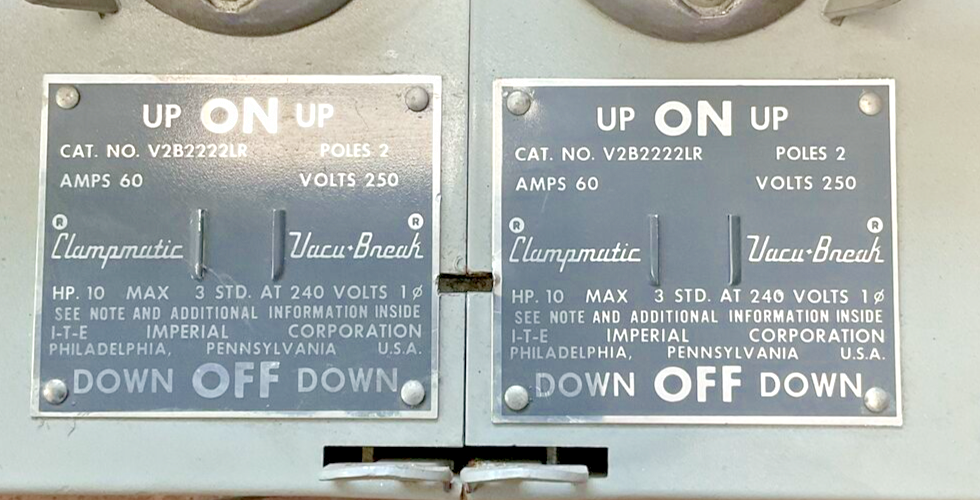 UP ON UP
CAT. NO. V2B2222LR POLES 2
AMPS 60 VOLTS 250
® ®
Clampmatic Vacu-Break
HP. 10 MAX 3 STD. AT 240 VOLTS 1ø
SEE NOTE AND ADDITIONAL INFORMATION INSIDE
I-T-E IMPERIAL CORPORATION
PHILADELPHIA, PENNSYLVANIA U.S.A.
DOWN OFF DOWN
UP ON UP
CAT. NO. V2B2222LR POLES 2
AMPS 60 VOLTS 250
® ®
Clampmatic Vacu-Break
HP. 10 MAX 3 STD. AT 240 VOLTS 1ø
SEE NOTE AND ADDITIONAL INFORMATION INSIDE
I-T-E IMPERIAL CORPORATION
PHILADELPHIA, PENNSYLVANIA U.S.A.
DOWN OFF DOWN